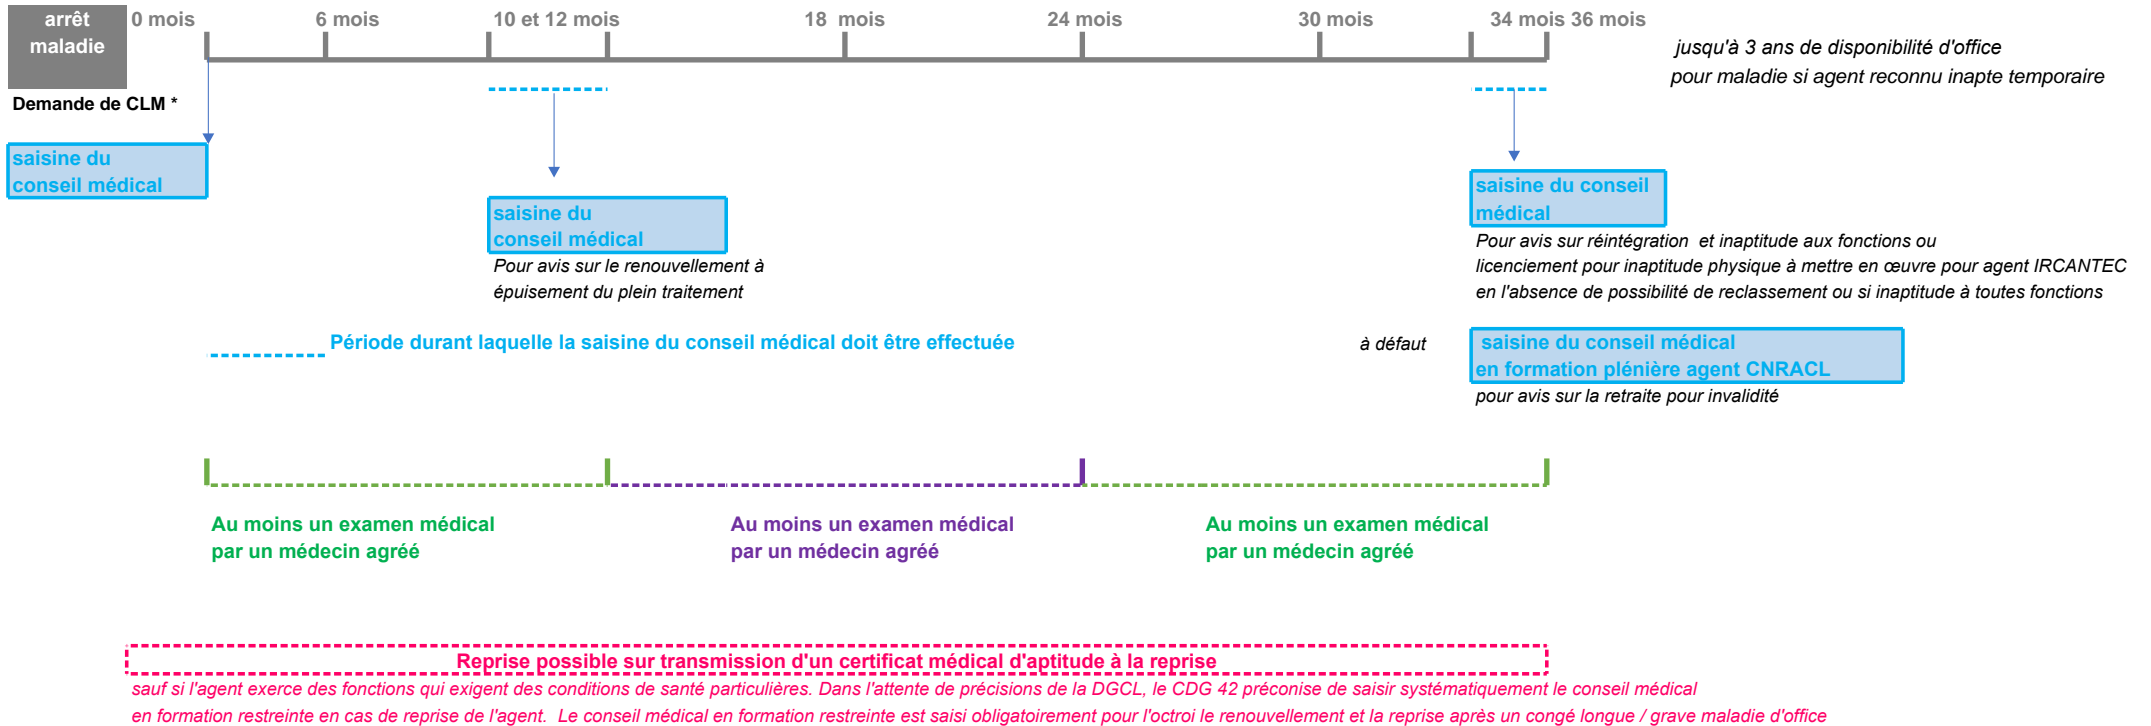 arrêt
maladie
0 mois 6 mois 10 et 12 mois 18 mois 24 mois 30 mois 34 mois 36 mois
jusqu'à 3 ans de disponibilité d'office
pour maladie si agent reconnu inapte temporaire
Demande de CLM *
saisine du
conseil médical
saisine du
conseil médical
Pour avis sur le renouvellement à
épuisement du plein traitement
saisine du conseil
médical
Pour avis sur réintégration et inaptitude aux fonctions ou
licenciement pour inaptitude physique à mettre en œuvre pour agent IRCANTEC
en l'absence de possibilité de reclassement ou si inaptitude à toutes fonctions
Période durant laquelle la saisine du conseil médical doit être effectuée
à défaut
saisine du conseil médical
en formation plénière agent CNRACL
pour avis sur la retraite pour invalidité
Au moins un examen médical
par un médecin agréé
Au moins un examen médical
par un médecin agréé
Au moins un examen médical
par un médecin agréé
Reprise possible sur transmission d'un certificat médical d'aptitude à la reprise
sauf si l'agent exerce des fonctions qui exigent des conditions de santé particulières. Dans l'attente de précisions de la DGCL, le CDG 42 préconise de saisir systématiquement le conseil médical
en formation restreinte en cas de reprise de l'agent. Le conseil médical en formation restreinte est saisi obligatoirement pour l'octroi le renouvellement et la reprise après un congé longue / grave maladie d'office